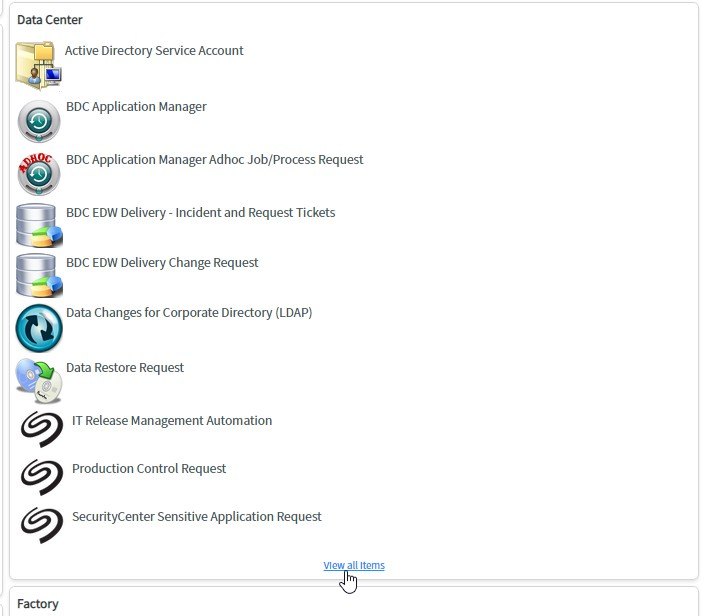 Data Center
Active Directory Service Account
BDC Application Manager
ADHOC
BDC Application Manager Adhoc Job/Process Request
BDC EDW Delivery - Incident and Request Tickets
BDC EDW Delivery Change Request
Data Changes for Corporate Directory (LDAP)
Data Restore Request
IT Release Management Automation
Production Control Request
SecurityCenter Sensitive Application Request
View all Items
Factory